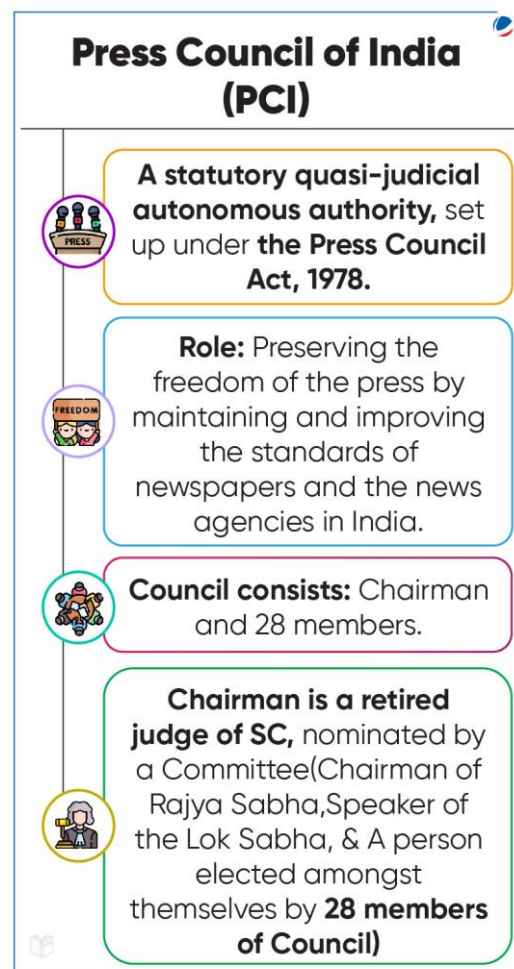 Press Council of India
(PCI)
A statutory quasi-judicial
autonomous authority, set
up under the Press Council
Act, 1978.
PRESS
Role: Preserving the
freedom of the press by
maintaining and improving
the standards of
newspapers and the news
agencies in India.
FREEDOM
Council consists: Chairman
and 28 members.
Chairman is a retired
judge of SC, nominated by
a Committee(Chairman of
Rajya Sabha,Speaker of
the Lok Sabha, & A person
elected amongst
themselves by 28 members
of Council)